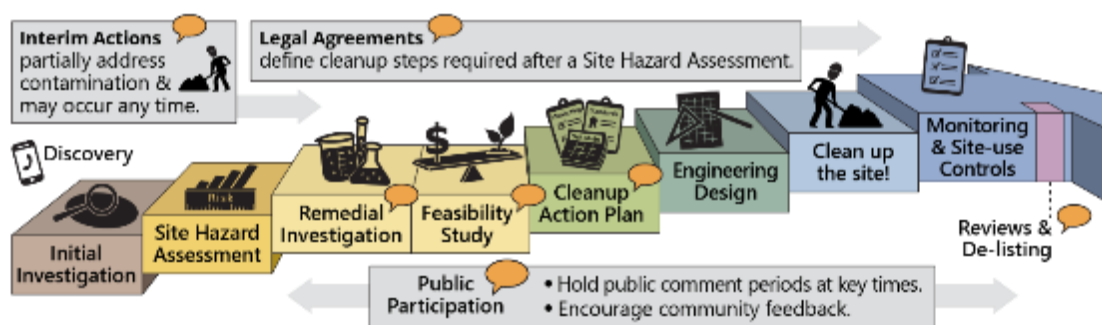 Interim Actions
partially address
contamination &
may occur any time.
Legal Agreements
define cleanup steps required after a Site Hazard Assessment.
Discovery
Initial
Investigation
Risk
Site Hazard
Assessment
Remedial
Investigation
$
Feasibility
Study
Cleanup
Action Plan
Engineering
Design
Clean up
the site!
Monitoring
& Site-use
Controls
Reviews &
De-listing
Public
Participation
• Hold public comment periods at key times.
• Encourage community feedback.